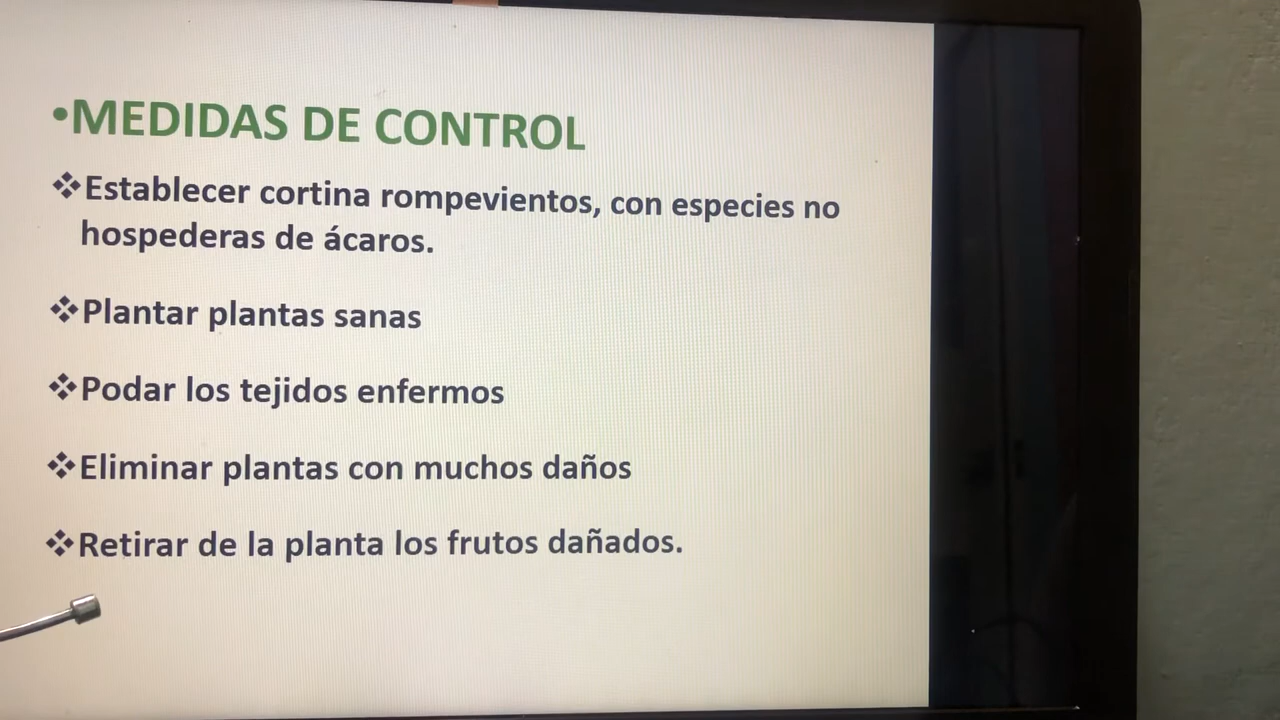 •MEDIDAS DE CONTROL
❖Establecer cortina rompevientos, con especies no
hospederas de ácaros.
❖Plantar plantas sanas
❖Podar los tejidos enfermos
❖Eliminar plantas con muchos daños
❖Retirar de la planta los frutos dañados.